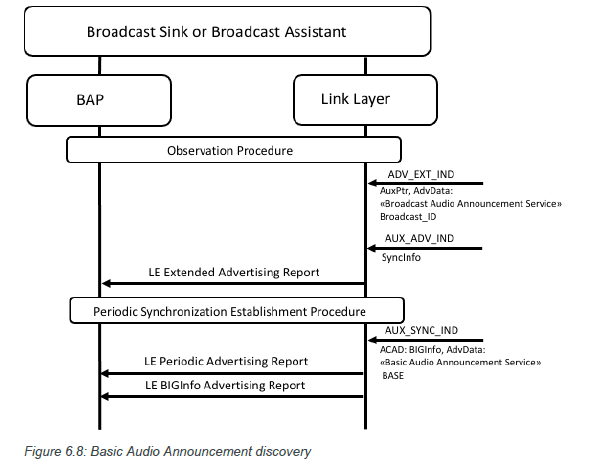 Broadcast Sink or Broadcast Assistant
BAP
Link Layer
Observation Procedure
ADV_EXT_IND
AuxPtr, AdvData:
«Broadcast Audio Announcement Service»
Broadcast_ID
AUX_ADV_IND
SyncInfo
LE Extended Advertising Report
Periodic Synchronization Establishment Procedure
AUX_SYNC_IND
ACAD: BIGInfo, AdvData:
«Basic Audio Announcement Service»
BASE
LE Periodic Advertising Report
LE BIGInfo Advertising Report
Figure 6.8: Basic Audio Announcement discovery